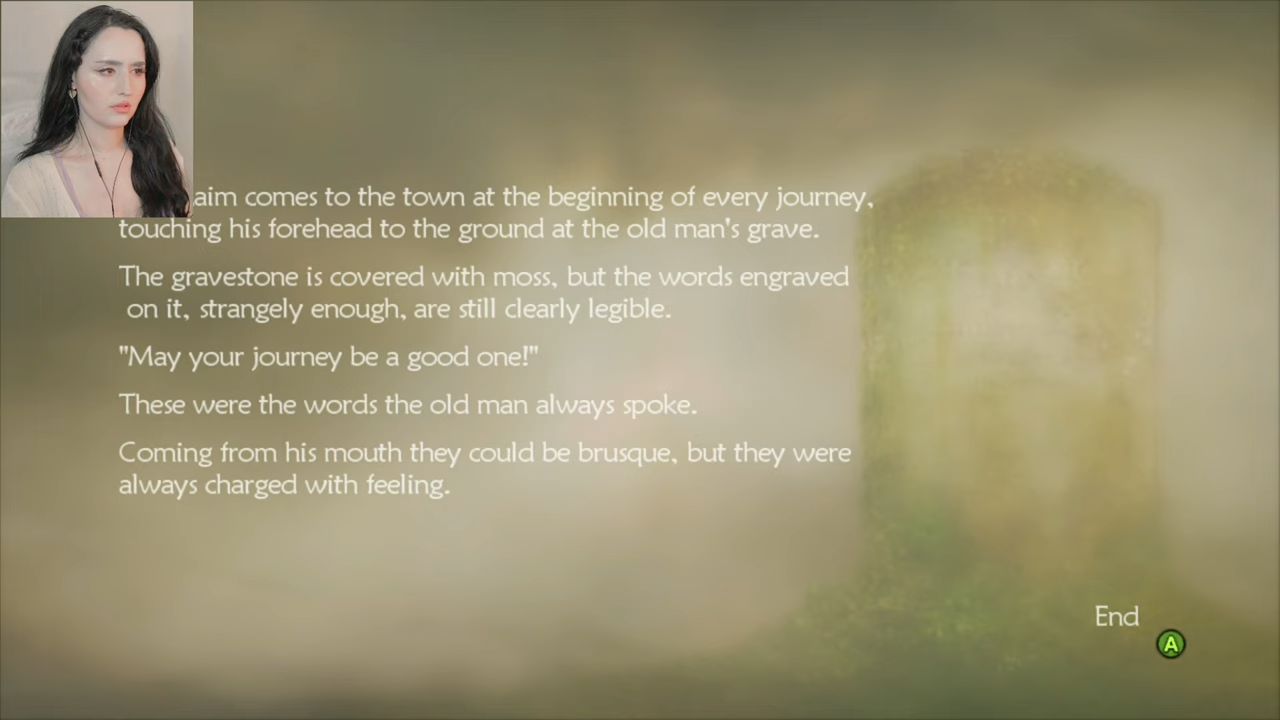 aim comes to the town at the beginning of every journey,
touching his forehead to the ground at the old man's grave.
The gravestone is covered with moss, but the words engraved
on it, strangely enough, are still clearly legible.
"May your journey be a good one!"
These were the words the old man always spoke.
Coming from his mouth they could be brusque, but they were
always charged with feeling.
End
A